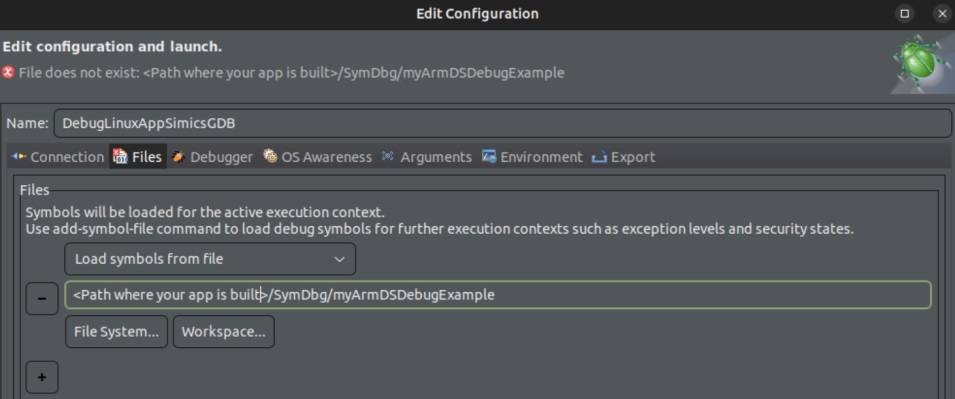 Edit Configuration
Edit configuration and launch.
File does not exist: <Path where your app is built>/SymDbg/myArmDSDebugExample
Name: DebugLinuxAppSimicsGDB
Connection Files Debugger OS Awareness Arguments Environment Export
Files
Symbols will be loaded for the active execution context.
Use add-symbol-file command to load debug symbols for further execution contexts such as exception levels and security states.
Load symbols from file
- <Path where your app is built>/SymDbg/myArmDSDebugExample
File System... Workspace...
+